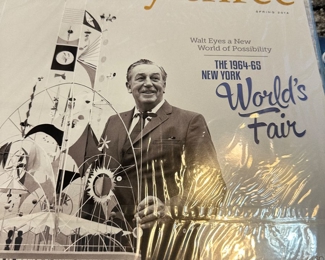 SPRING 2014
Walt Eyes a New
World of Possibility
THE 1964-65
NEW YORK
World's
Fair